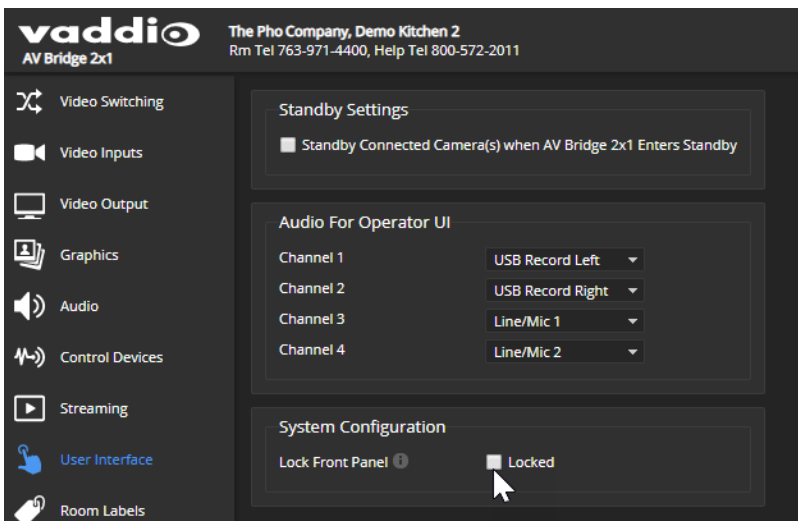 vaddio
AV Bridge 2x1
The Pho Company, Demo Kitchen 2
Rm Tel 763-971-4400, Help Tel 800-572-2011
Video Switching
Video Inputs
Video Output
Graphics
Audio
Control Devices
Streaming
User Interface
Room Labels
Standby Settings
Standby Connected Camera(s) when AV Bridge 2x1 Enters Standby
Audio For Operator UI
Channel 1 USB Record Left
Channel 2 USB Record Right
Channel 3 Line/Mic 1
Channel 4 Line/Mic 2
System Configuration
Lock Front Panel Locked